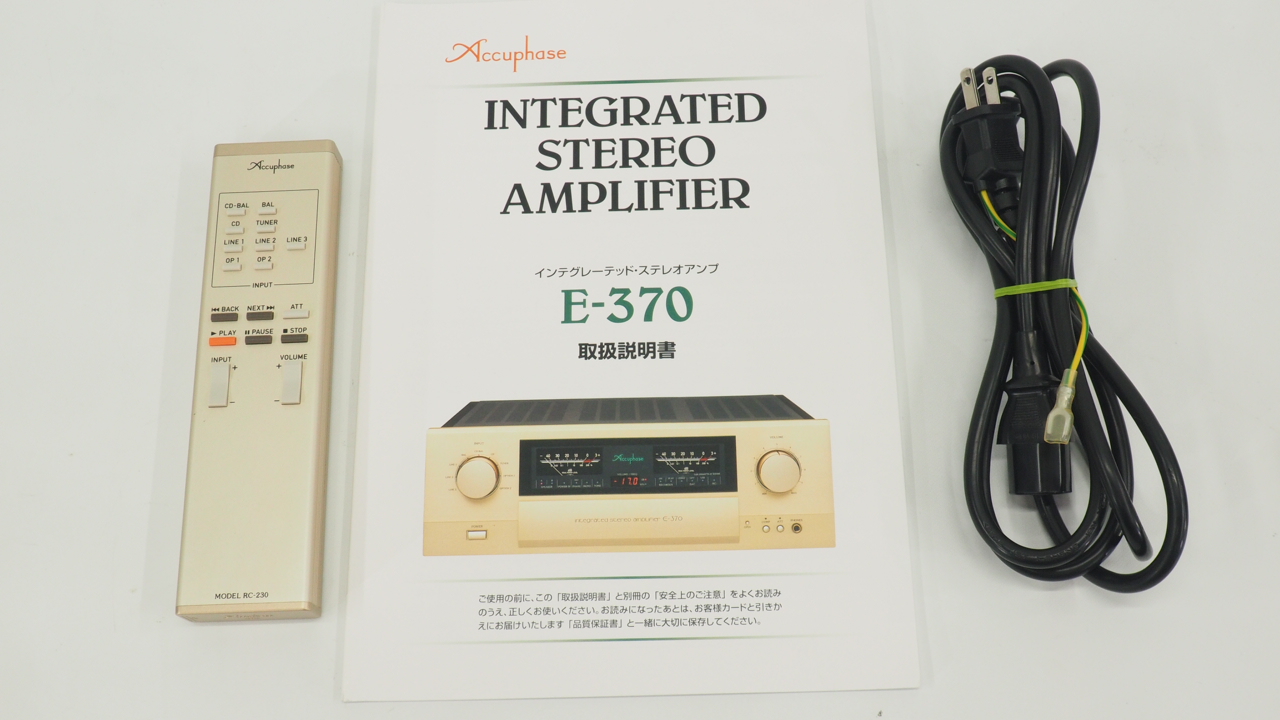 Accuphase
CD-BAL BAL
CD TUNER
LINE 1 LINE 2 LINE 3
OP 1 OP 2
INPUT
⏮ BACK NEXT ⏭ ATT
▶ PLAY ⏸ PAUSE ■ STOP
INPUT VOLUME
+ +
− −
MODEL RC-230
Accuphase
INTEGRATED
STEREO
AMPLIFIER
インテグレーテッド・ステレオアンプ
E-370
取扱説明書
Accuphase
-17.0
integrated stereo amplifier E-370
ご使用の前に、この「取扱説明書」と別冊の「安全上のご注意」をよくお読み
のうえ、正しくお使いください。お読みになったあとは、お客様カードと引きか
えにお届けいたします「品質保証書」と一緒に大切に保存してください。